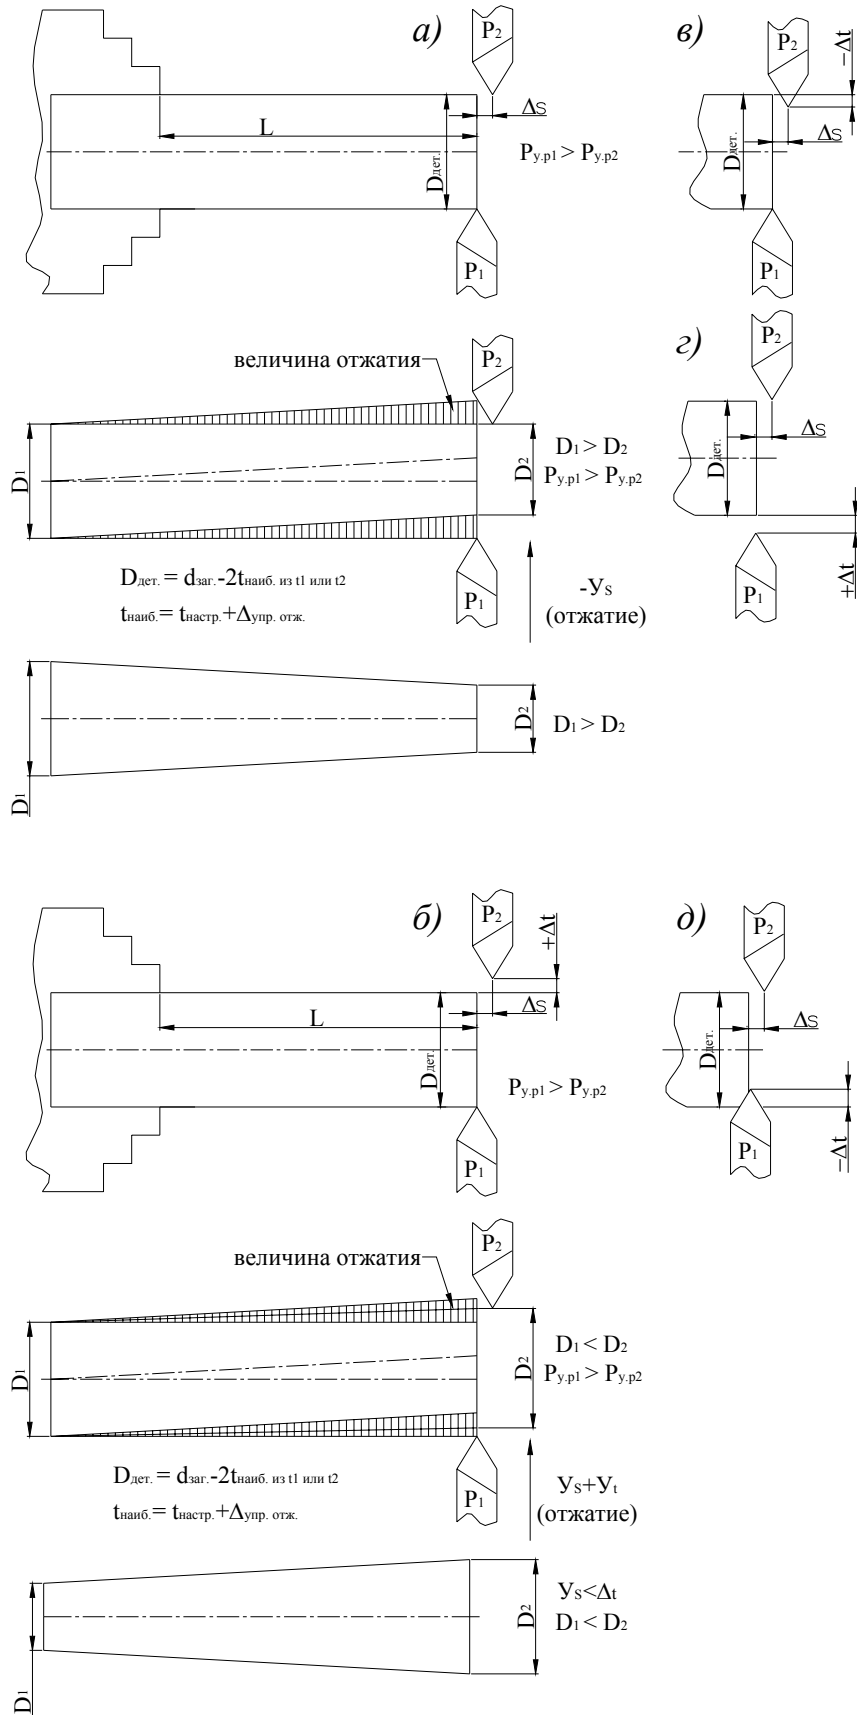 а)
P₂
ΔS
L
Dдет.
Pу.р1 > Pу.р2
P₁
в)
P₂
−Δt
ΔS
Dдет.
P₁
величина отжатия
P₂
D₁
D₂
D₁ > D₂
Pу.р1 > Pу.р2
Dдет. = dзаг.-2tнаиб. из t1 или t2
tнаиб.= tнастр.+Δупр. отж.
P₁
-Уs
(отжатие)
г)
P₂
ΔS
Dдет.
P₁
+Δt
D₁
D₂
D₁ > D₂
б)
P₂
+Δt
ΔS
L
Dдет.
Pу.р1 > Pу.р2
P₁
д)
P₂
ΔS
Dдет.
P₁
−Δt
величина отжатия
P₂
D₁
D₂
D₁ < D₂
Pу.р1 > Pу.р2
Dдет. = dзаг.-2tнаиб. из t1 или t2
tнаиб.= tнастр.+Δупр. отж.
P₁
Уs+Уt
(отжатие)
D₁
D₂
Уs<Δt
D₁ < D₂